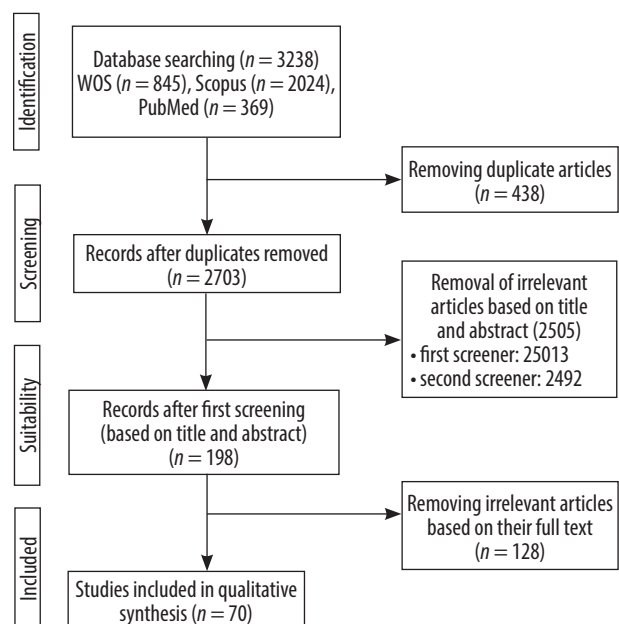 Identification
Database searching (n = 3238)
WOS (n = 845), Scopus (n = 2024),
PubMed (n = 369)
Removing duplicate articles
(n = 438)
Screening
Records after duplicates removed
(n = 2703)
Removal of irrelevant
articles based on title
and abstract (2505)
• first screener: 25013
• second screener: 2492
Suitability
Records after first screening
(based on title and abstract)
(n = 198)
Removing irrelevant articles
based on their full text
(n = 128)
Included
Studies included in qualitative
synthesis (n = 70)